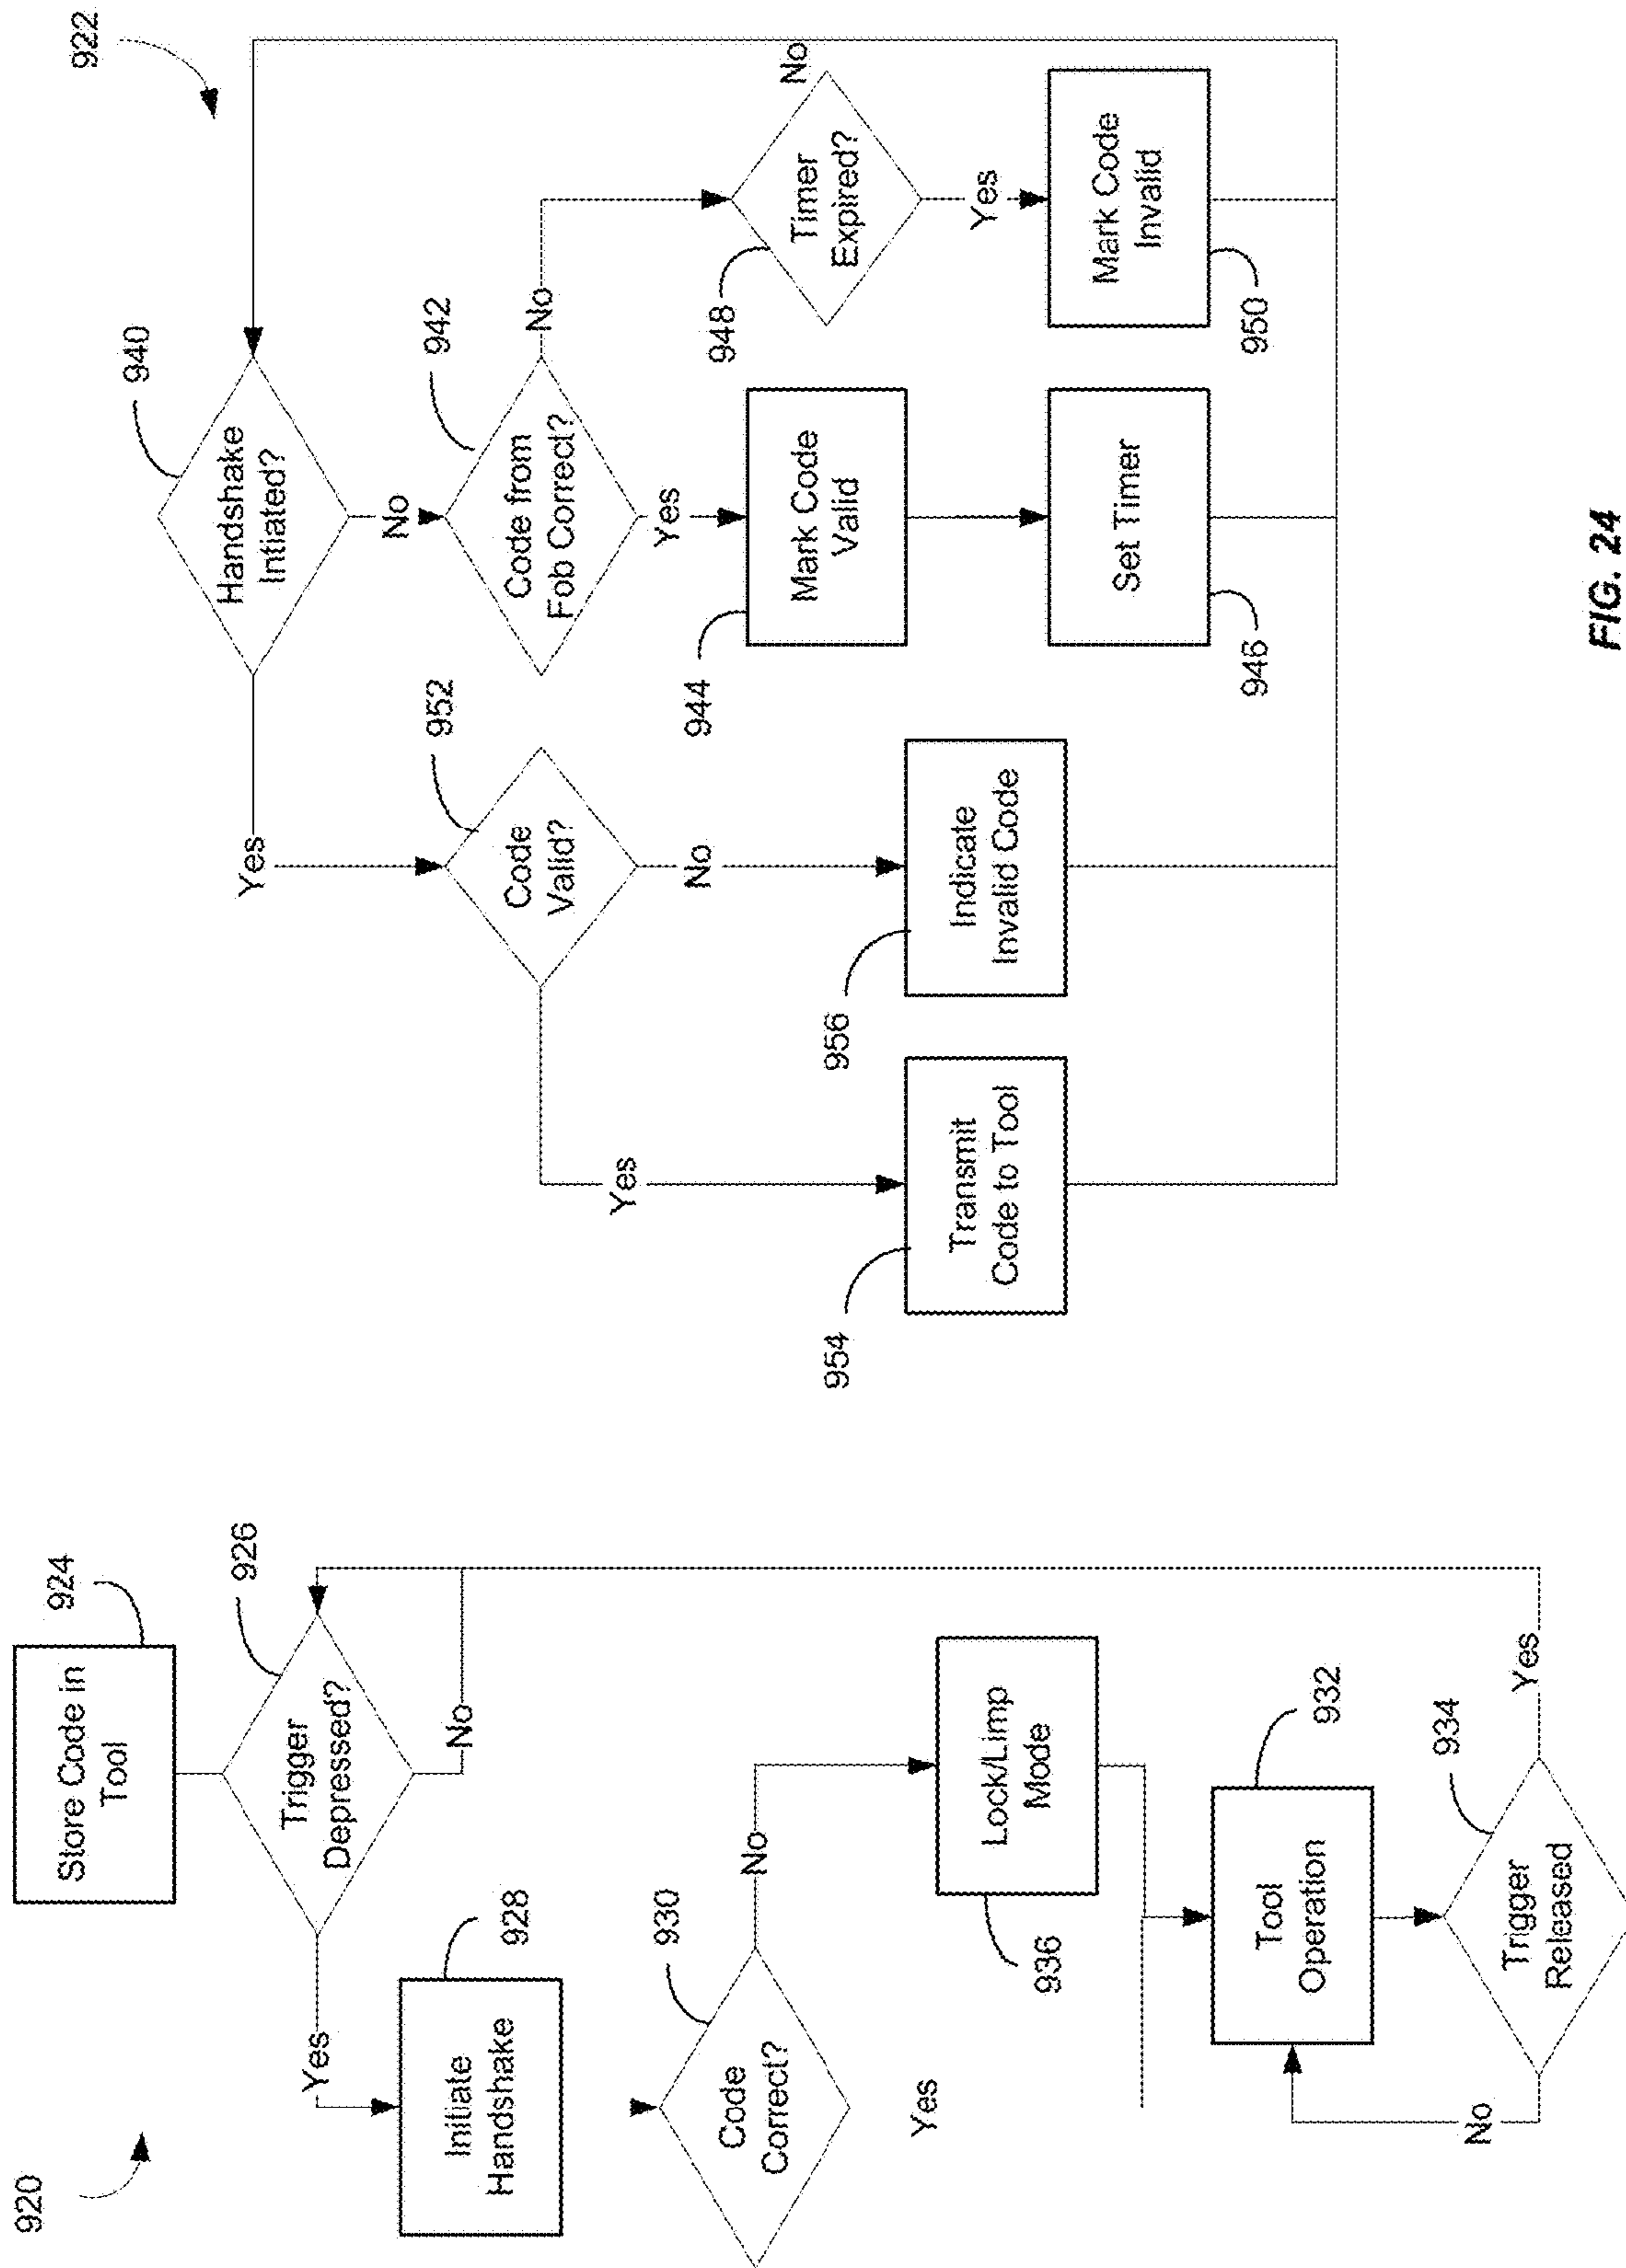 920
924
Store Code in
Tool
926
Trigger
Depressed?
No
Yes
928
Initiate
Handshake
930
Code
Correct?
No
Yes
936
Lock/Limp
Mode
932
Tool
Operation
934
Trigger
Released
No
Yes
922
940
Handshake
Intiated?
Yes
No
952
Code
Valid?
Yes
No
942
Code from
Fob Correct?
No
Yes
948
Timer
Expired?
No
Yes
944
Mark Code
Valid
954
Transmit
Code to Tool
956
Indicate
Invalid Code
946
Set Timer
950
Mark Code
Invalid
FIG. 24